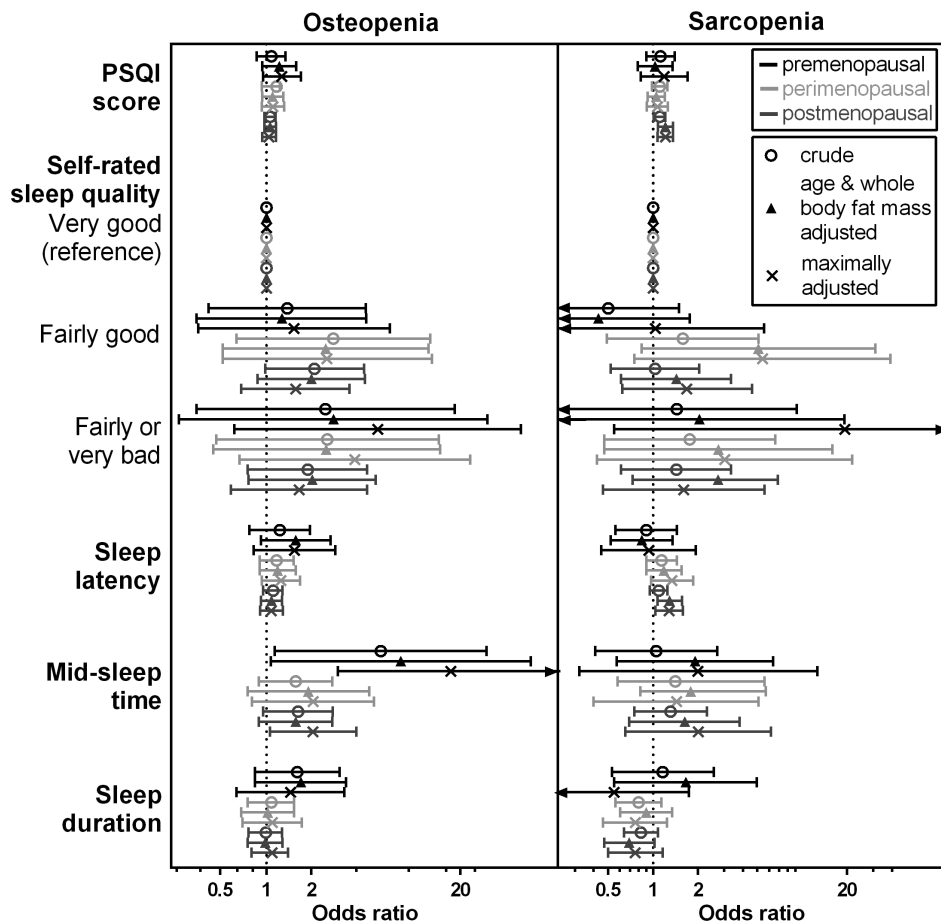 Osteopenia
Sarcopenia
PSQI
score
Self-rated
sleep quality
Very good
(reference)
Fairly good
Fairly or
very bad
Sleep
latency
Mid-sleep
time
Sleep
duration
premenopausal
perimenopausal
postmenopausal
crude
age & whole
body fat mass
adjusted
maximally
adjusted
0.5 1 2 20
0.5 1 2 20
Odds ratio
Odds ratio